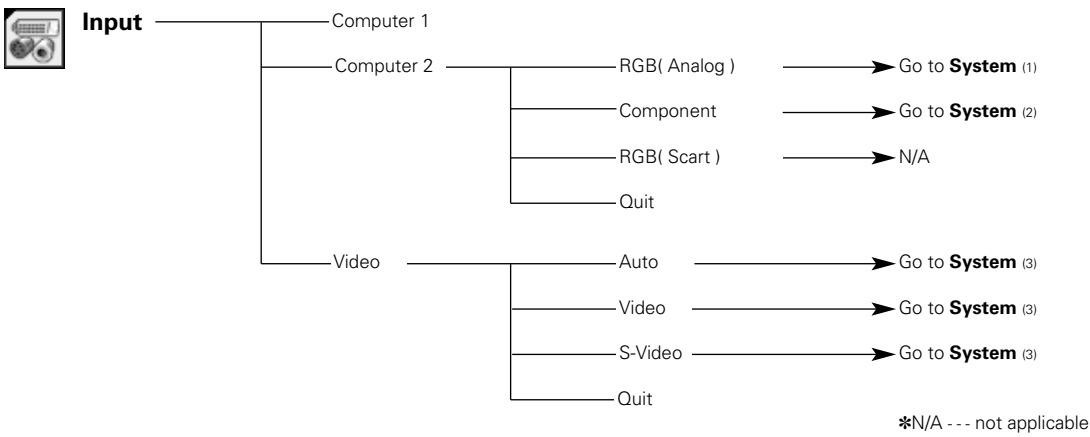 Input
Computer 1
Computer 2
RGB( Analog ) Go to System (1)
Component Go to System (2)
RGB( Scart ) N/A
Quit
Video
Auto Go to System (3)
Video Go to System (3)
S-Video Go to System (3)
Quit
✽N/A - - - not applicable